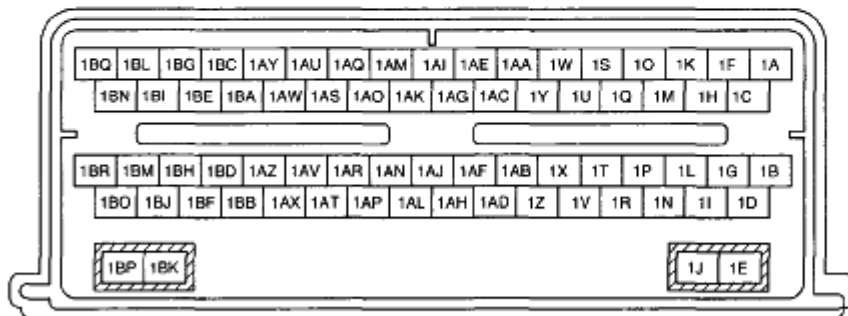 1BQ 1BL 1BG 1BC 1AY 1AU 1AQ 1AM 1AI 1AE 1AA 1W 1S 1O 1K 1F 1A
1BN 1BI 1BE 1BA 1AW 1AS 1AO 1AK 1AG 1AC 1Y 1U 1Q 1M 1H 1C
1BR 1BM 1BH 1BD 1AZ 1AV 1AR 1AN 1AJ 1AF 1AB 1X 1T 1P 1L 1G 1B
1BO 1BJ 1BF 1BB 1AX 1AT 1AP 1AL 1AH 1AD 1Z 1V 1R 1N 1I 1D
1BP 1BK 1J 1E